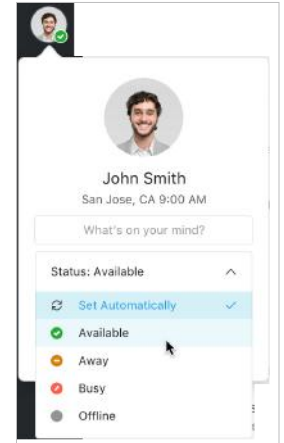 John Smith
San Jose, CA 9:00 AM
What's on your mind?
Status: Available
Set Automatically
Available
Away
Busy
Offline